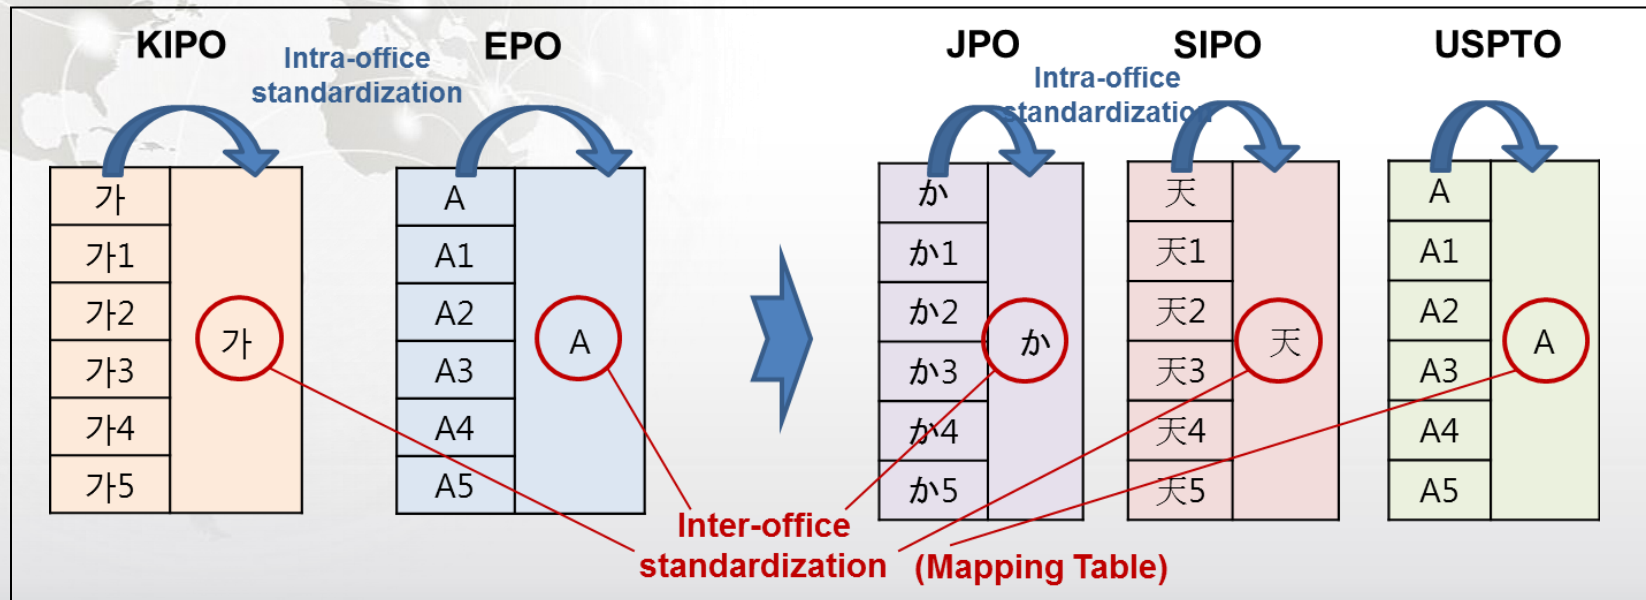 KIPO
Intra-office
standardization
EPO
JPO
Intra-office
standardization
SIPO
USPTO
가
가1
가2
가3
가4
가5
가
A
A1
A2
A3
A4
A5
A
か
か1
か2
か3
か4
か5
か
天
天1
天2
天3
天4
天5
天
A
A1
A2
A3
A4
A5
A
Inter-office
standardization (Mapping Table)